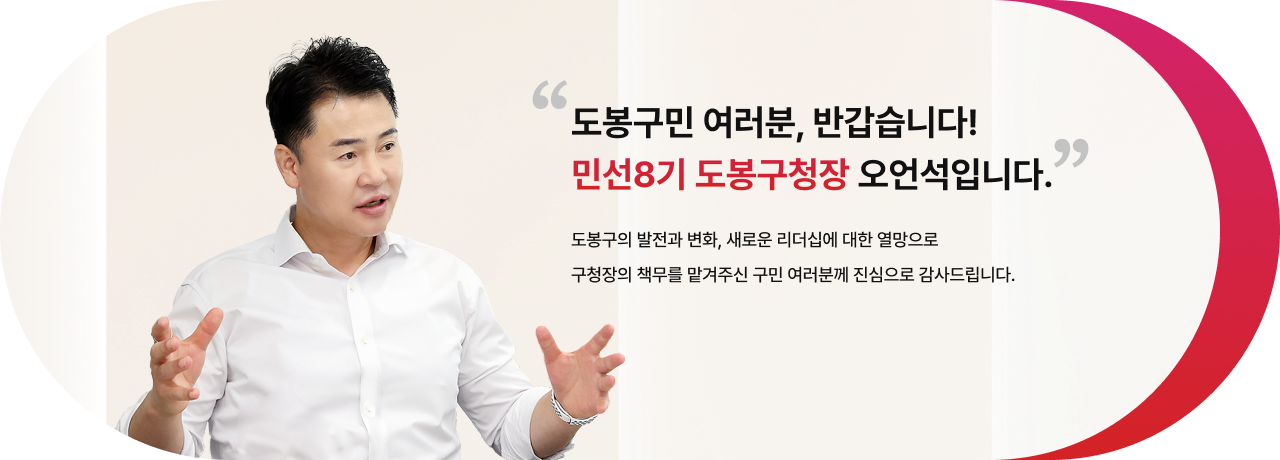 “도봉구민 여러분, 반갑습니다!
민선8기 도봉구청장 오언석입니다.”
도봉구의 발전과 변화, 새로운 리더십에 대한 열망으로
구청장의 책무를 맡겨주신 구민 여러분께 진심으로 감사드립니다.